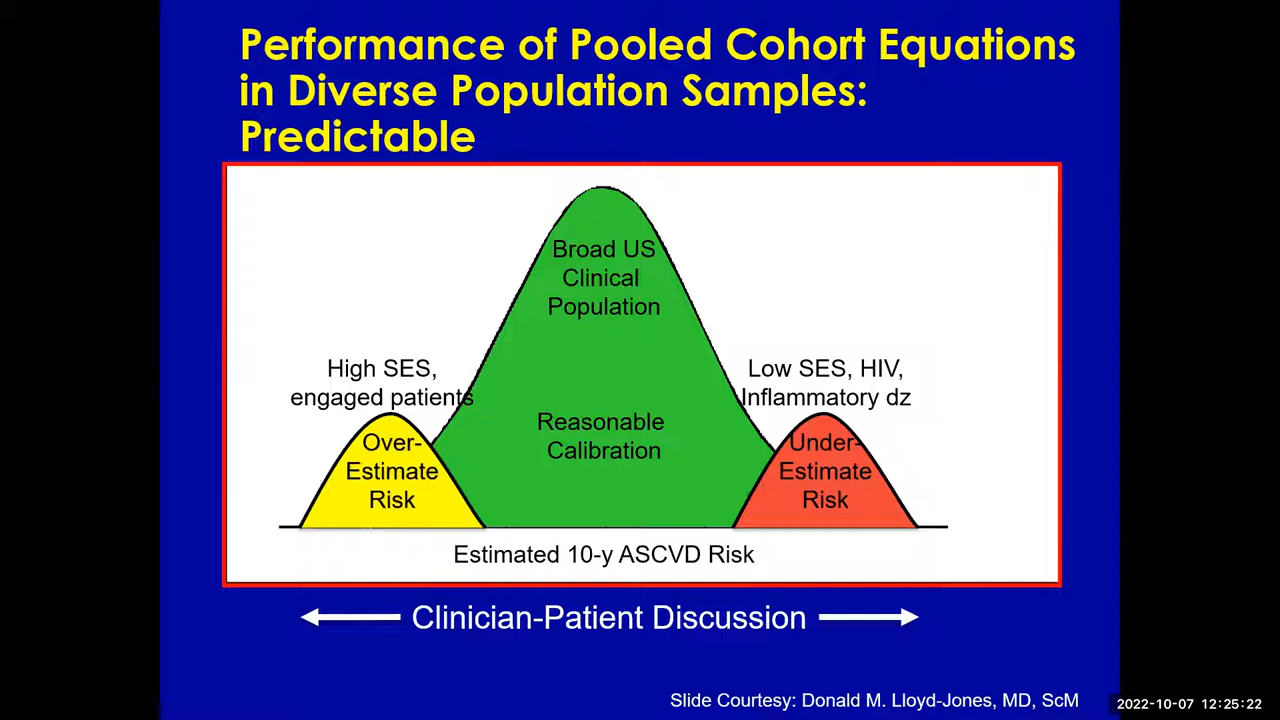 Performance of Pooled Cohort Equations
in Diverse Population Samples:
Predictable
Broad US
Clinical
Population
High SES,
engaged patients
Low SES, HIV,
Inflammatory dz
Reasonable
Calibration
Over-
Estimate
Risk
Under-
Estimate
Risk
Estimated 10-y ASCVD Risk
Clinician-Patient Discussion
Slide Courtesy: Donald M. Lloyd-Jones, MD, ScM
2022-10-07 12:25:22